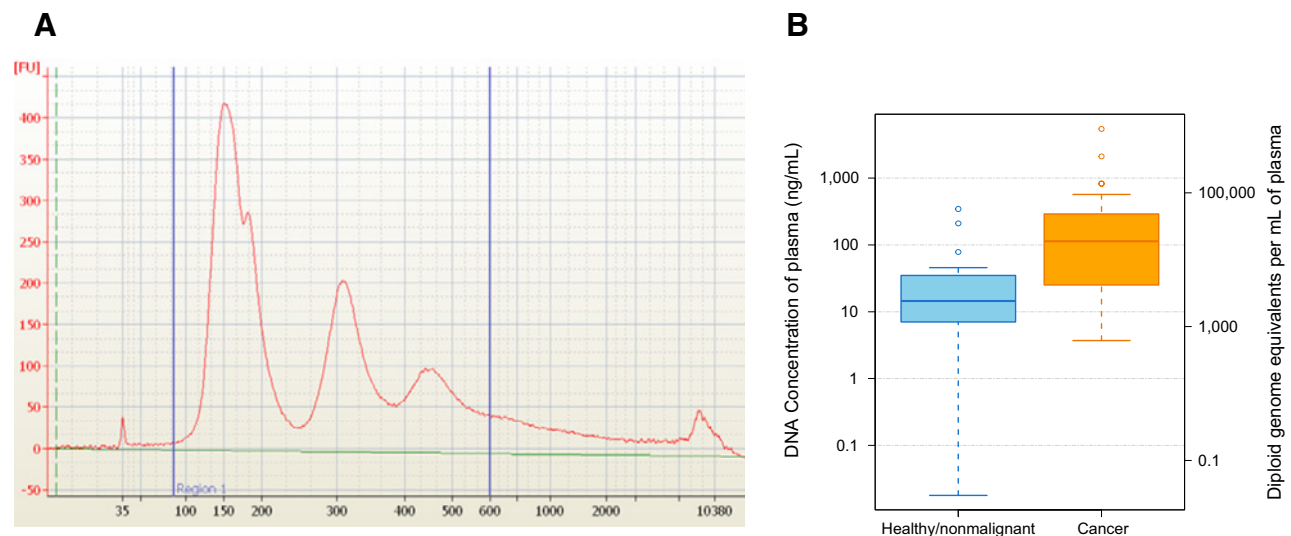 A
[FU]
400
350
300
250
200
150
100
50
0
-50
Region 1
35 100 150 200 300 400 500 600 1000 2000 10380
B
DNA Concentration of plasma (ng/mL)
1,000
100
10
1
0.1
100,000
1,000
0.1
Diploid genome equivalents per mL of plasma
Healthy/nonmalignant Cancer